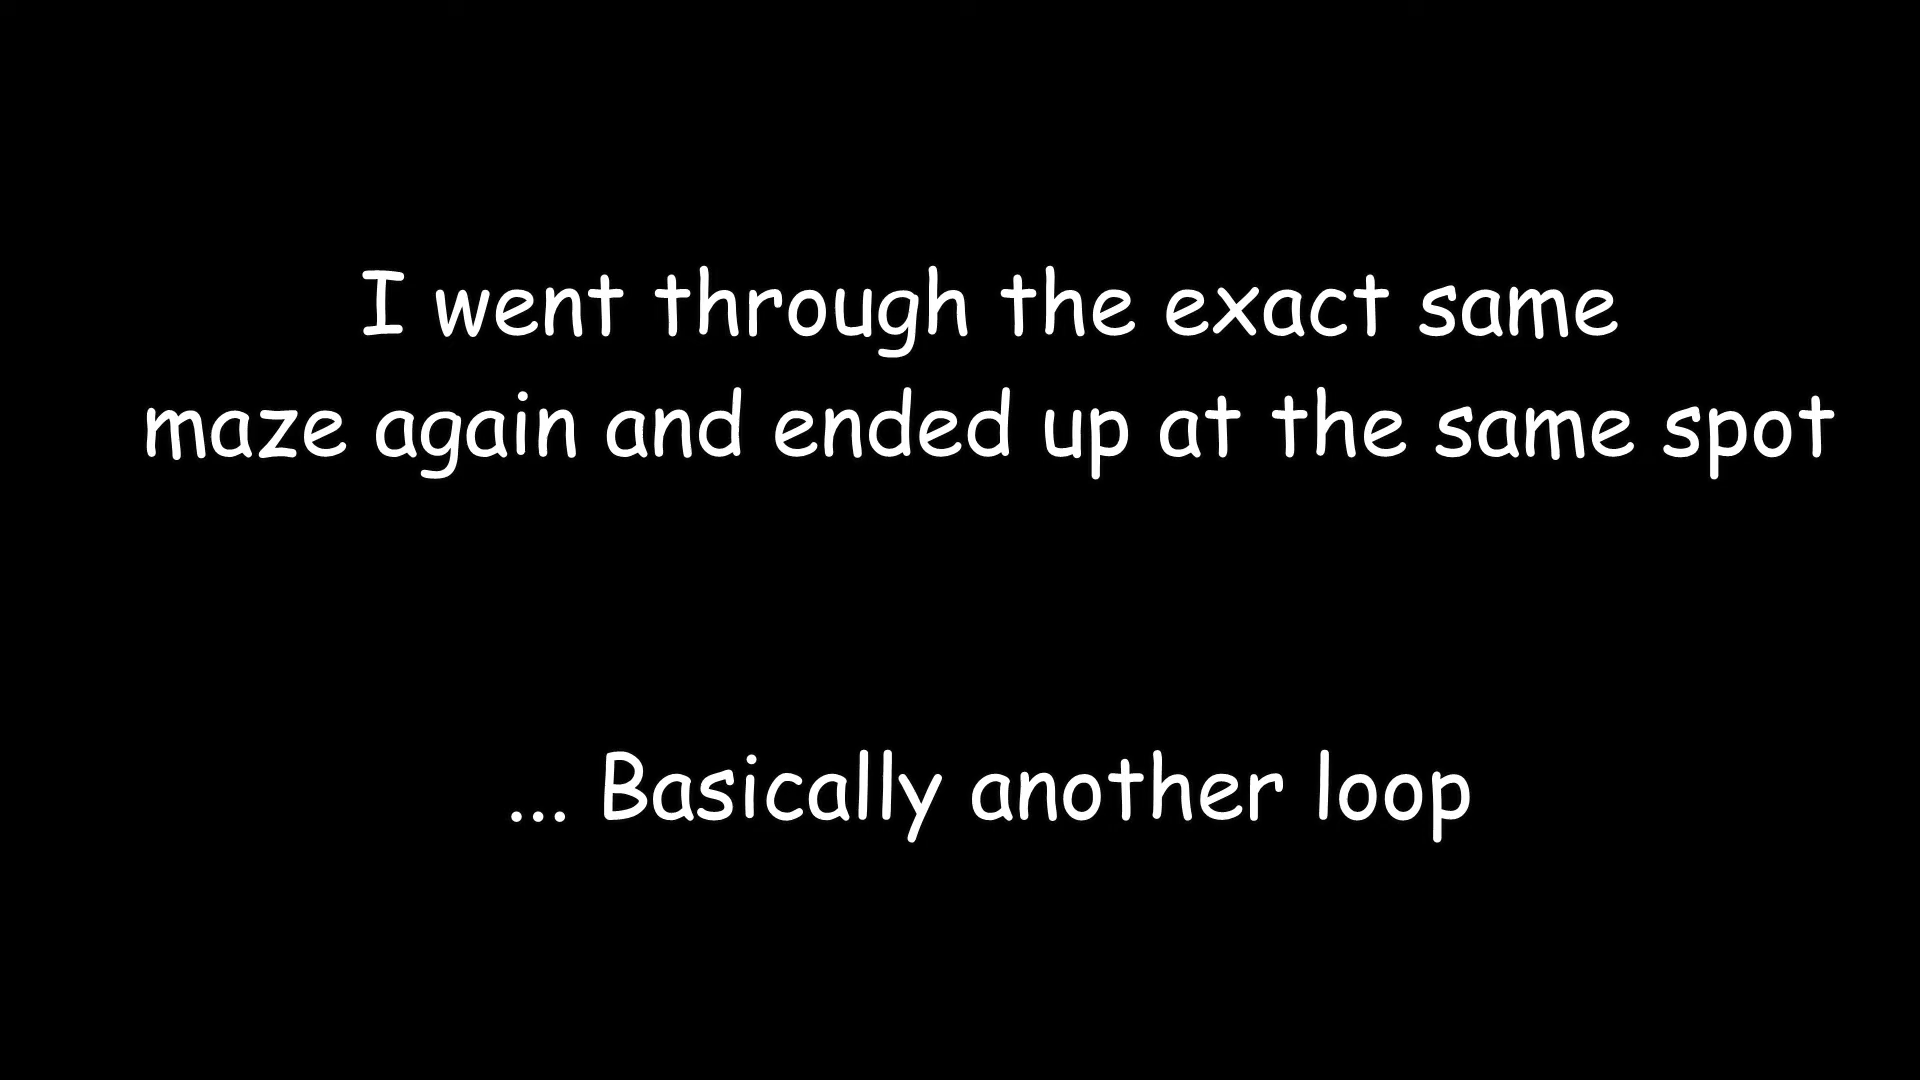 I went through the exact same
maze again and ended up at the same spot
... Basically another loop